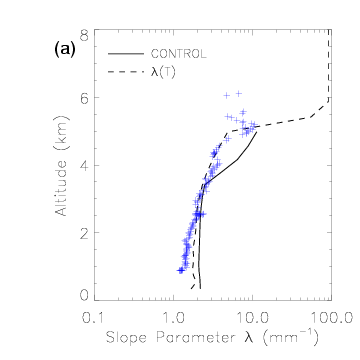 (a)
CONTROL
λ(T)
Altitude (km)
8
6
4
2
0
0.1 1.0 10.0 100.0
Slope Parameter λ (mm⁻¹)